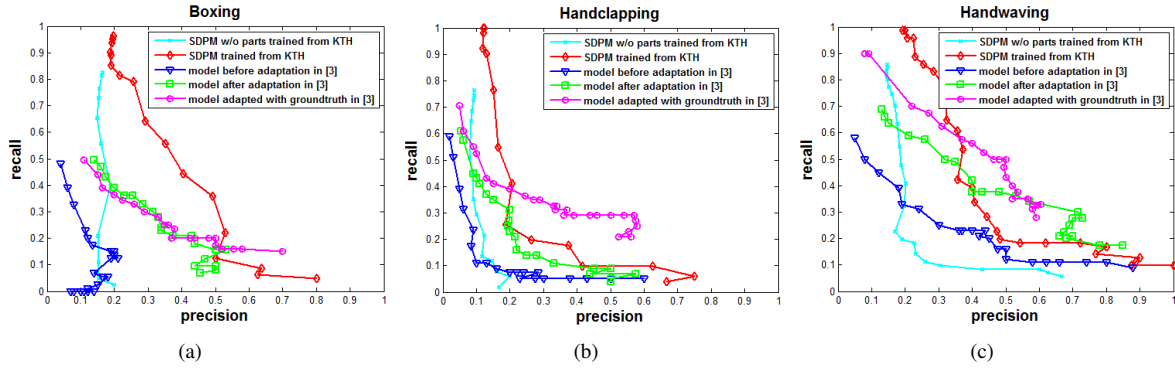 Boxing
1
0.9
0.8
0.7
0.6
0.5
0.4
0.3
0.2
0.1
0
recall
SDPM w/o parts trained from KTH
SDPM trained from KTH
model before adaptation in [3]
model after adaptation in [3]
model adapted with groundtruth in [3]
0 0.1 0.2 0.3 0.4 0.5 0.6 0.7 0.8 0.9 1
precision
(a)
Handclapping
1
0.9
0.8
0.7
0.6
0.5
0.4
0.3
0.2
0.1
0
recall
SDPM w/o parts trained from KTH
SDPM trained from KTH
model before adaptation in [3]
model after adaptation in [3]
model adapted with groundtruth in [3]
0 0.1 0.2 0.3 0.4 0.5 0.6 0.7 0.8 0.9 1
precision
(b)
Handwaving
1
0.9
0.8
0.7
0.6
0.5
0.4
0.3
0.2
0.1
0
recall
SDPM w/o parts trained from KTH
SDPM trained from KTH
model before adaptation in [3]
model after adaptation in [3]
model adapted with groundtruth in [3]
0 0.1 0.2 0.3 0.4 0.5 0.6 0.7 0.8 0.9 1
precision
(c)